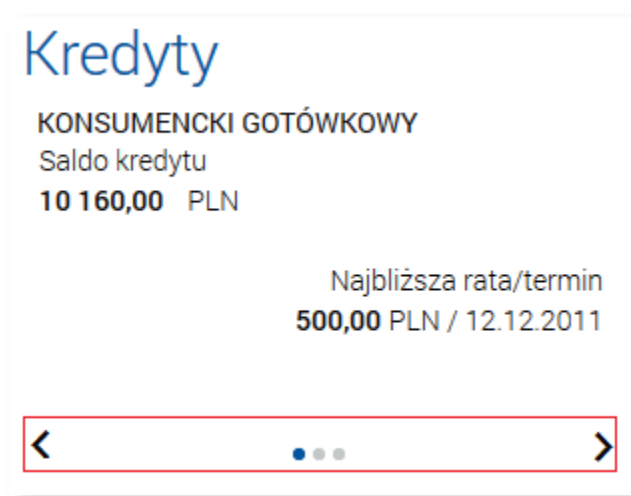 Kredyty
KONSUMENCKI GOTÓWKOWY
Saldo kredytu
10 160,00 PLN
Najbliższa rata/termin
500,00 PLN / 12.12.2011